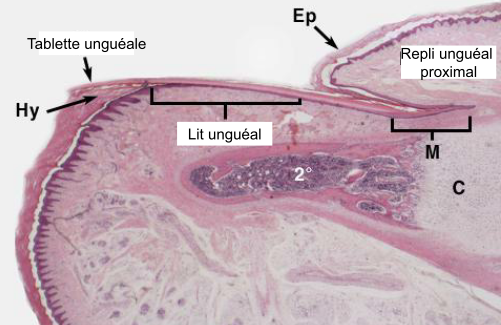 Ep
Tablette unguéale
Repli unguéal
proximal
Hy
Lit unguéal
M
2°
C